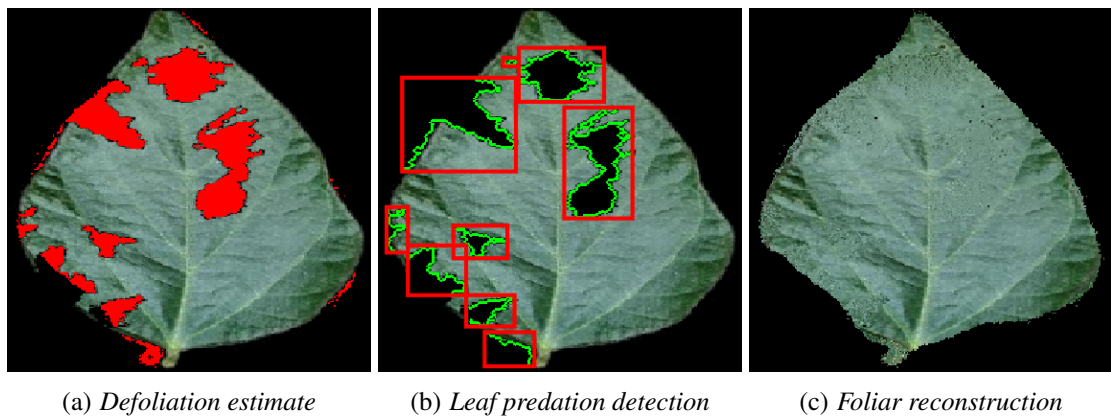 (a) Defoliation estimate
(b) Leaf predation detection
(c) Foliar reconstruction